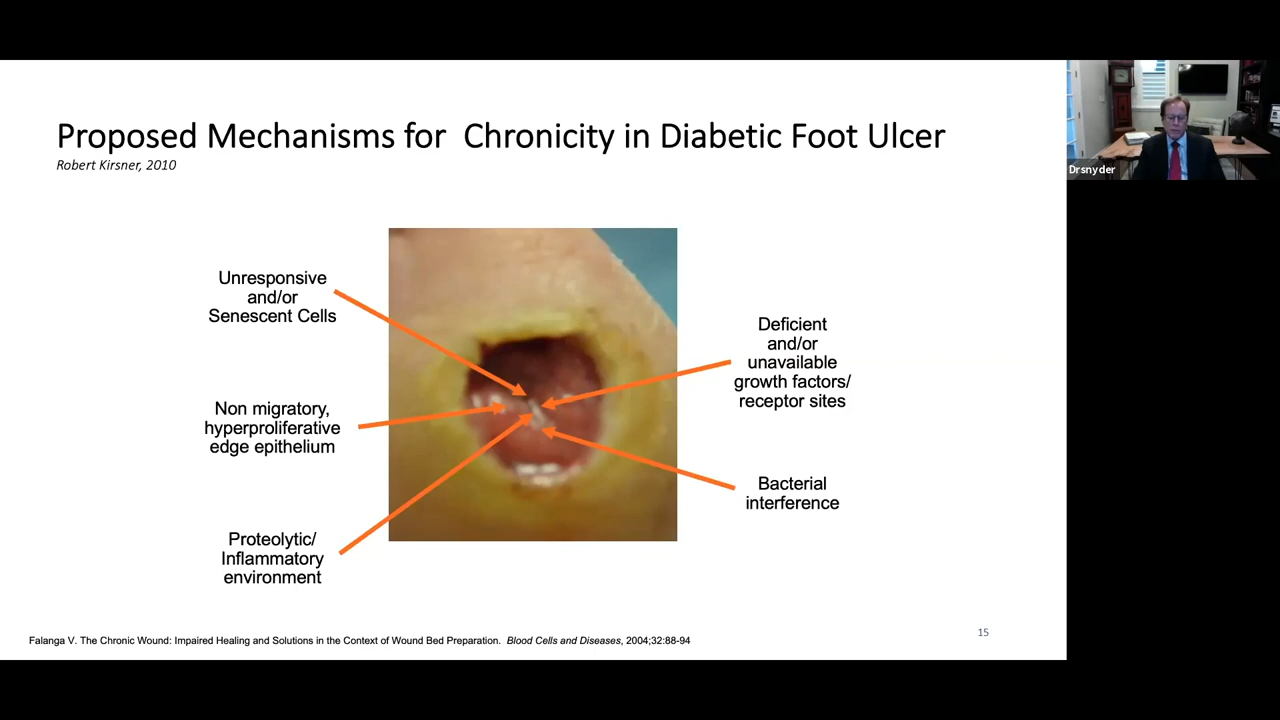 Proposed Mechanisms for Chronicity in Diabetic Foot Ulcer
Robert Kirsner, 2010
Drsnyder
Unresponsive
and/or
Senescent Cells
Non migratory,
hyperproliferative
edge epithelium
Proteolytic/
Inflammatory
environment
Deficient
and/or
unavailable
growth factors/
receptor sites
Bacterial
interference
Falanga V. The Chronic Wound: Impaired Healing and Solutions in the Context of Wound Bed Preparation. Blood Cells and Diseases, 2004;32:88-94
15